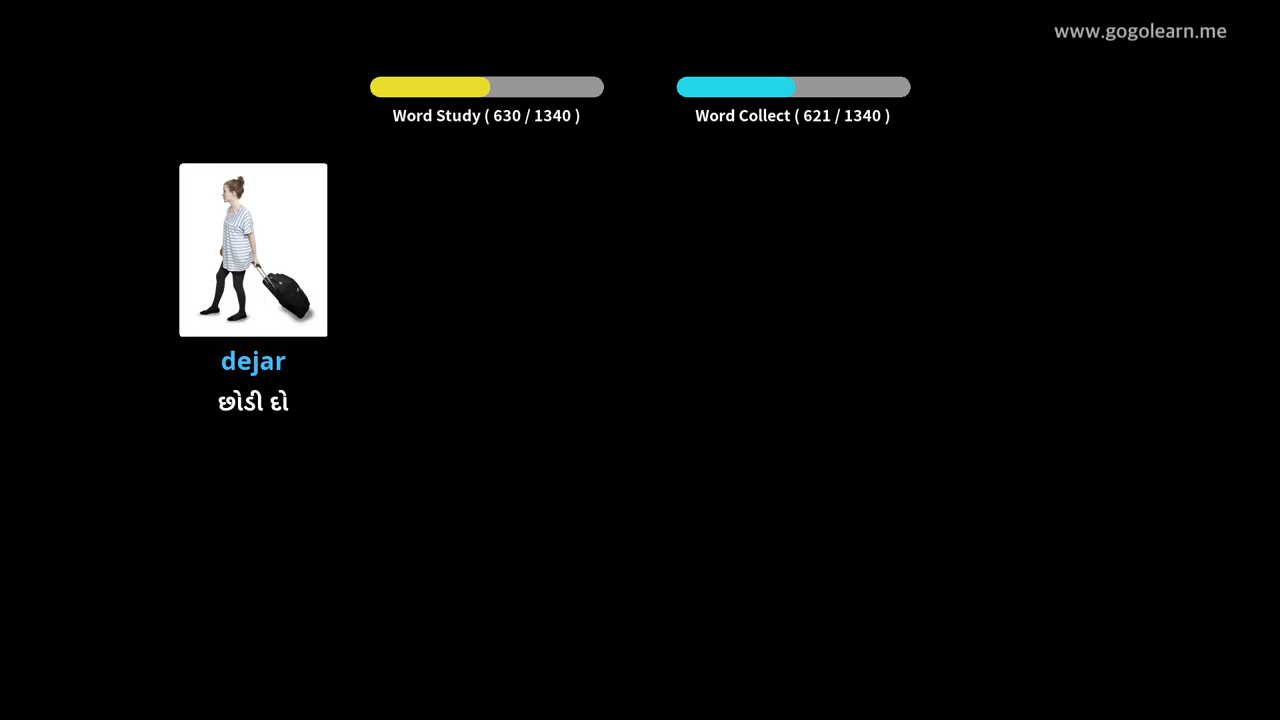 www.gogolearn.me
Word Study ( 630 / 1340 )
Word Collect ( 621 / 1340 )
dejar
છોડી દો